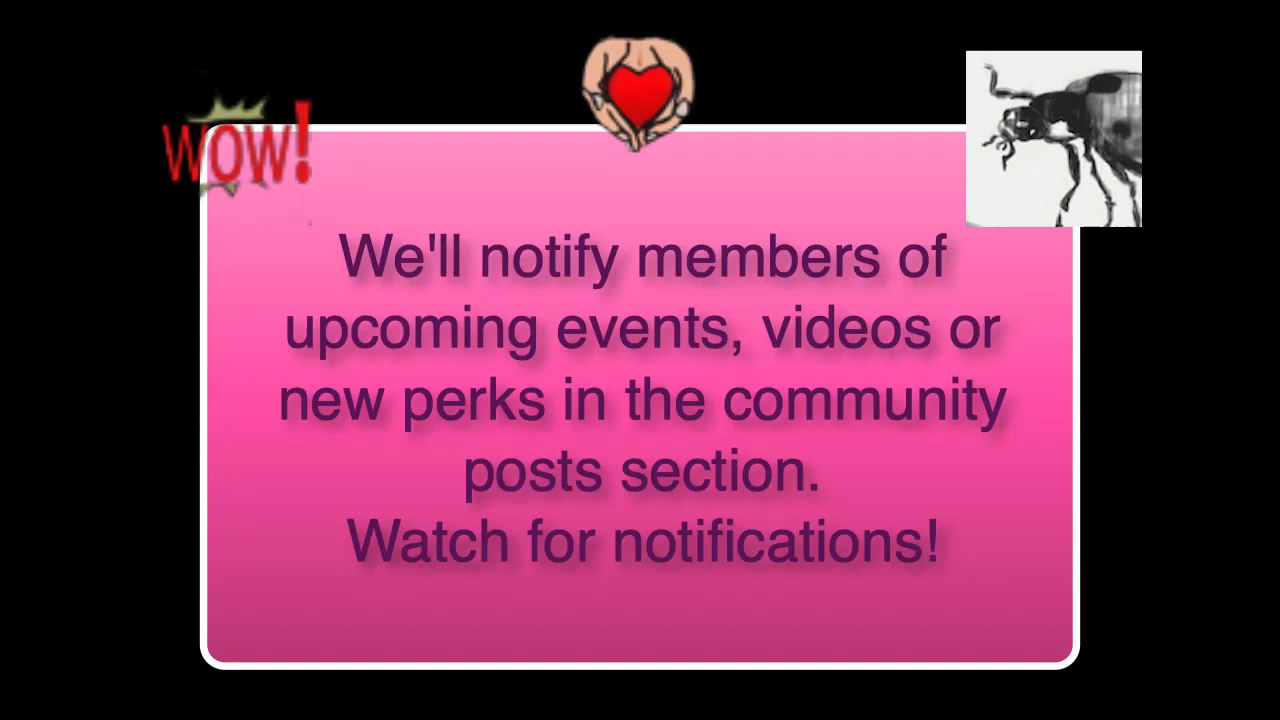 WOW!
We'll notify members of
upcoming events, videos or
new perks in the community
posts section.
Watch for notifications!